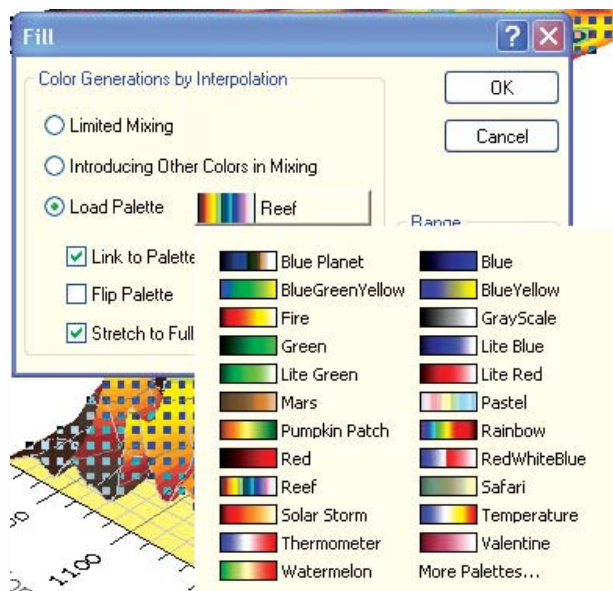 Fill
Color Generations by Interpolation
OK
Limited Mixing
Cancel
Introducing Other Colors in Mixing
Load Palette
Reef
Range
Link to Palette
Flip Palette
Stretch to Full
Blue Planet
Blue
BlueGreenYellow
BlueYellow
Fire
GrayScale
Green
Lite Blue
Lite Green
Lite Red
Mars
Pastel
Pumpkin Patch
Rainbow
Red
RedWhiteBlue
Reef
Safari
Solar Storm
Temperature
Thermometer
Valentine
Watermelon
More Palettes...
1100